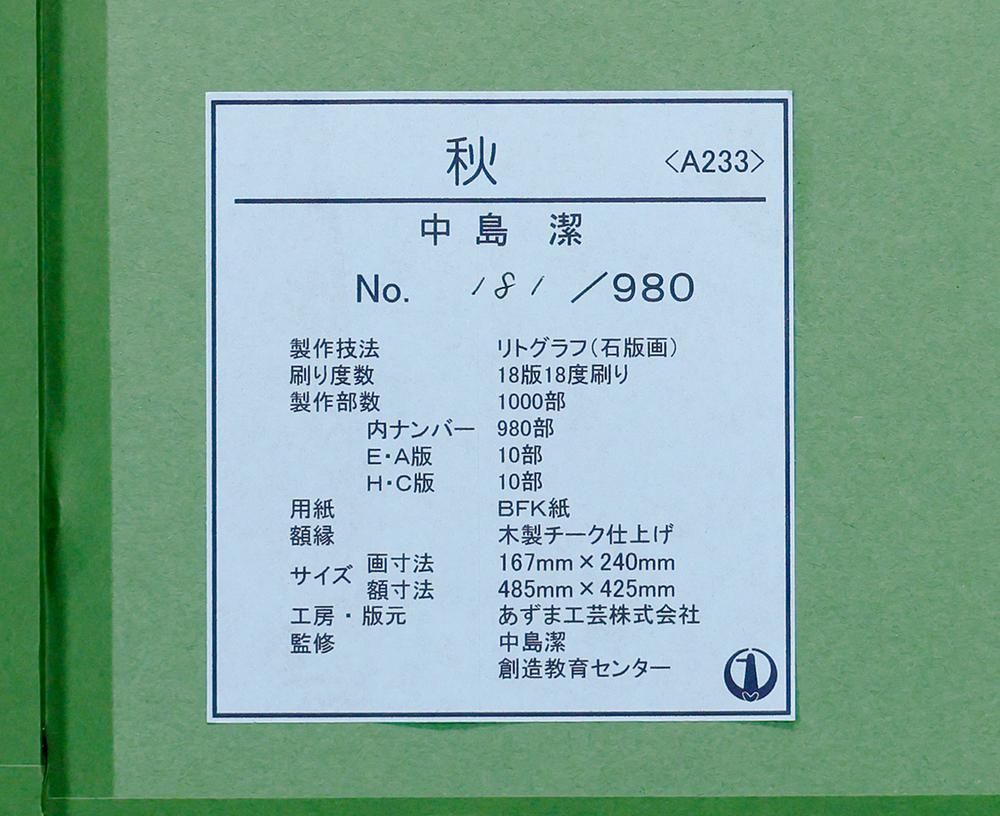 秋 〈A233〉
中島 潔
No. 181 ／980
製作技法 リトグラフ（石版画）
刷り度数 18版18度刷り
製作部数 1000部
内ナンバー 980部
E・A版 10部
H・C版 10部
用紙 BFK紙
額縁 木製チーク仕上げ
サイズ 画寸法 167mm×240mm
額寸法 485mm×425mm
工房・版元 あずま工芸株式会社
監修 中島潔
創造教育センター